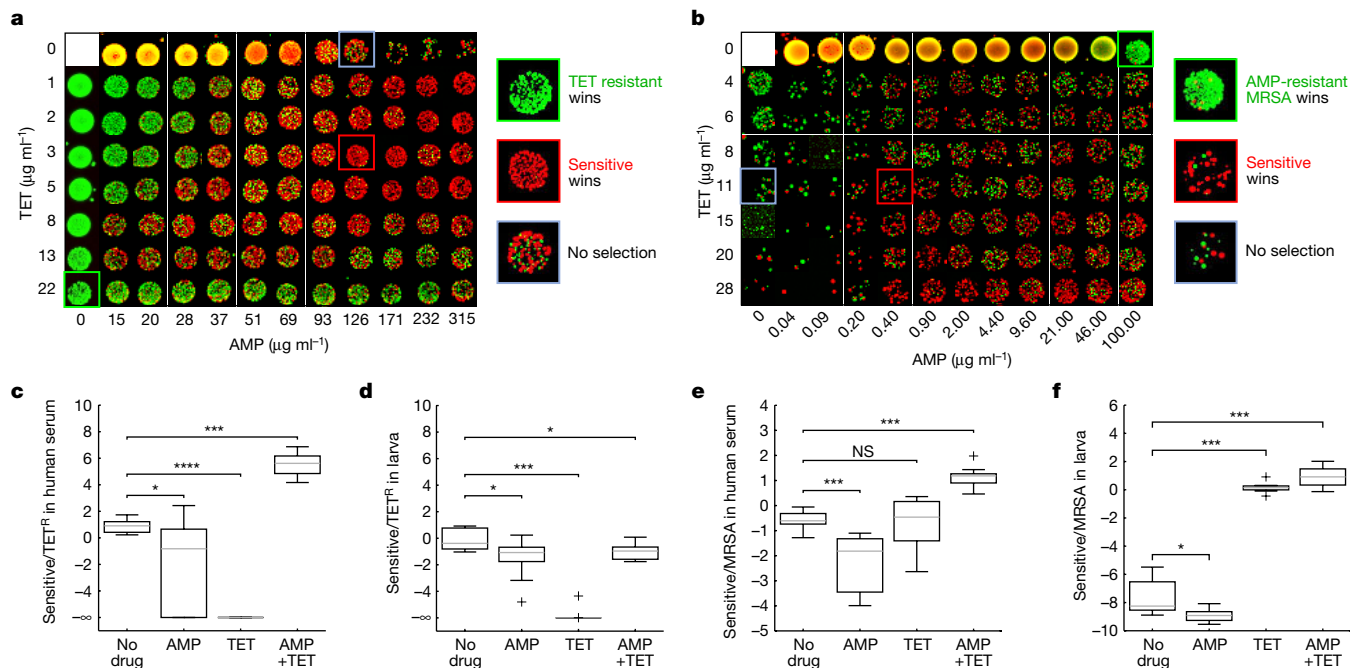 a
TET (µg ml⁻¹)
0
1
2
3
5
8
13
22
0 15 20 28 37 51 69 93 126 171 232 315
AMP (µg ml⁻¹)
TET resistant
wins
Sensitive
wins
No selection
b
TET (µg ml⁻¹)
0
4
6
8
11
15
20
28
0 0.04 0.09 0.20 0.40 0.90 2.00 4.40 9.60 21.00 46.00 100.00
AMP (µg ml⁻¹)
AMP-resistant
MRSA wins
Sensitive
wins
No selection
c
Sensitive/TETᴿ in human serum
10
8
6
4
2
0
−2
−4
−∞
***
****
*
No drug
AMP
TET
AMP +TET
d
Sensitive/TETᴿ in larva
10
8
6
4
2
0
−2
−4
−∞
*
***
*
No drug
AMP
TET
AMP +TET
e
Sensitive/MRSA in human serum
4
3
2
1
0
−1
−2
−3
−4
−5
***
NS
***
No drug
AMP
TET
AMP +TET
f
Sensitive/MRSA in larva
6
4
2
0
−2
−4
−6
−8
−10
***
***
*
No drug
AMP
TET
AMP +TET